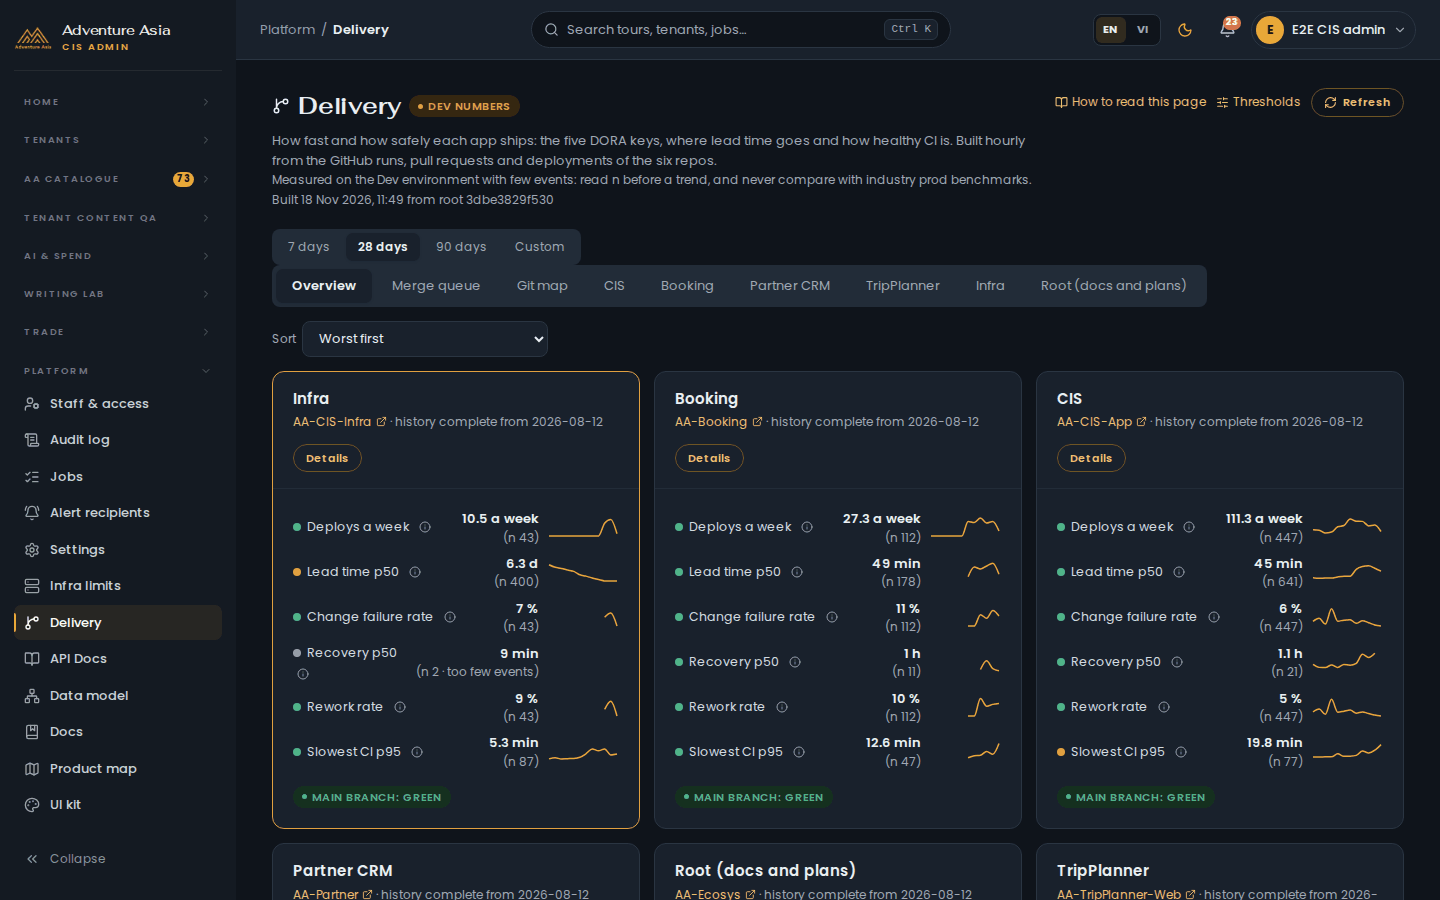 Adventure Asia
CIS ADMIN
Adventure Asia
Platform / Delivery
Search tours, tenants, jobs...
Ctrl K
EN VI
23
E
E2E CIS admin
HOME
TENANTS
AA CATALOGUE 73
TENANT CONTENT QA
AI & SPEND
WRITING LAB
TRADE
PLATFORM
Staff & access
Audit log
Jobs
Alert recipients
Settings
Infra limits
Delivery
API Docs
Data model
Docs
Product map
UI kit
Collapse
Delivery
DEV NUMBERS
How to read this page
Thresholds
Refresh
How fast and how safely each app ships: the five DORA keys, where lead time goes and how healthy CI is. Built hourly
from the GitHub runs, pull requests and deployments of the six repos.
Measured on the Dev environment with few events: read n before a trend, and never compare with industry prod benchmarks.
Built 18 Nov 2026, 11:49 from root 3dbe3829f530
7 days 28 days 90 days Custom
Overview Merge queue Git map CIS Booking Partner CRM TripPlanner Infra Root (docs and plans)
Sort Worst first
Infra
AA-CIS-Infra · history complete from 2026-08-12
Details
Deploys a week 10.5 a week
(n 43)
Lead time p50 6.3 d
(n 400)
Change failure rate 7 %
(n 43)
Recovery p50 9 min
(n 2 · too few events)
Rework rate 9 %
(n 43)
Slowest CI p95 5.3 min
(n 87)
MAIN BRANCH: GREEN
Booking
AA-Booking · history complete from 2026-08-12
Details
Deploys a week 27.3 a week
(n 112)
Lead time p50 49 min
(n 178)
Change failure rate 11 %
(n 112)
Recovery p50 1 h
(n 11)
Rework rate 10 %
(n 112)
Slowest CI p95 12.6 min
(n 47)
MAIN BRANCH: GREEN
CIS
AA-CIS-App · history complete from 2026-08-12
Details
Deploys a week 111.3 a week
(n 447)
Lead time p50 45 min
(n 641)
Change failure rate 6 %
(n 447)
Recovery p50 1.1 h
(n 21)
Rework rate 5 %
(n 447)
Slowest CI p95 19.8 min
(n 77)
MAIN BRANCH: GREEN
Partner CRM
AA-Partner · history complete from 2026-08-12
Root (docs and plans)
AA-Ecosys · history complete from 2026-08-12
TripPlanner
AA-TripPlanner-Web · history complete from 2026-